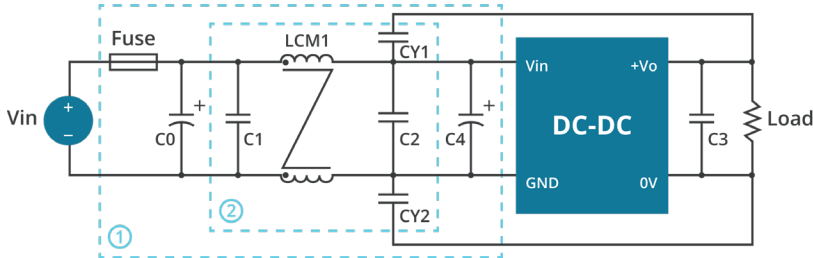 Fuse
LCM1
CY1
Vin
+
−
+
C0
C1
C2
C4
+
Vin
+Vo
DC-DC
GND
0V
C3
Load
CY2
1
2